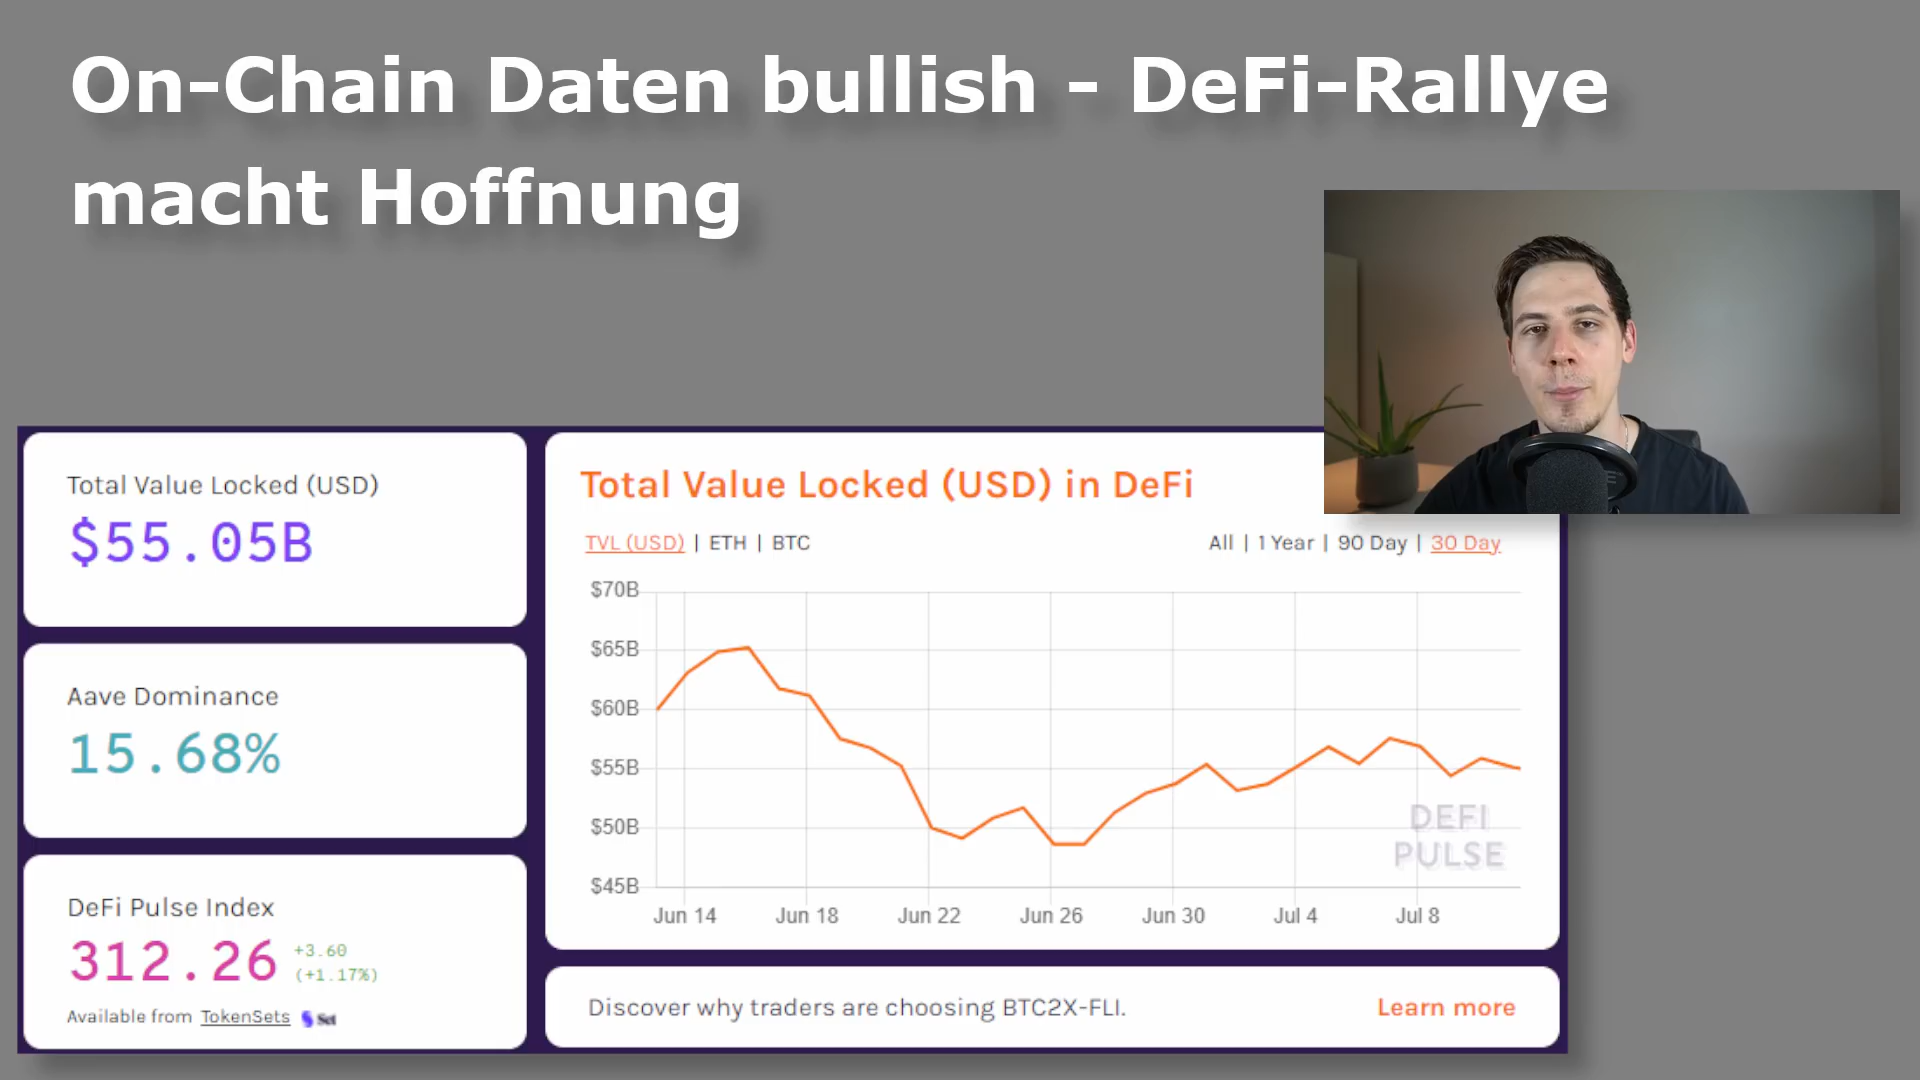 On-Chain Daten bullish - DeFi-Rallye
macht Hoffnung
Total Value Locked (USD)
$55.05B
Aave Dominance
15.68%
DeFi Pulse Index
312.26
+3.60
(+1.17%)
Available from TokenSets Set
Total Value Locked (USD) in DeFi
TVL (USD) | ETH | BTC
All | 1 Year | 90 Day | 30 Day
$70B
$65B
$60B
$55B
$50B
$45B
Jun 14 Jun 18 Jun 22 Jun 26 Jun 30 Jul 4 Jul 8
DEFI
PULSE
Discover why traders are choosing BTC2X-FLI.
Learn more